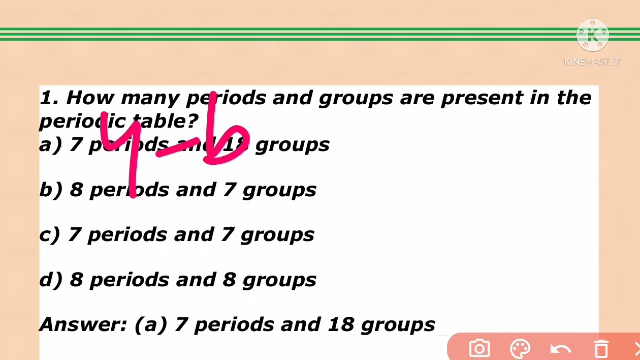 KINEMASTER
1. How many periods and groups are present in the
periodic table?
a) 7 periods and 18 groups
y-b
b) 8 periods and 7 groups
c) 7 periods and 7 groups
d) 8 periods and 8 groups
Answer: (a) 7 periods and 18 groups